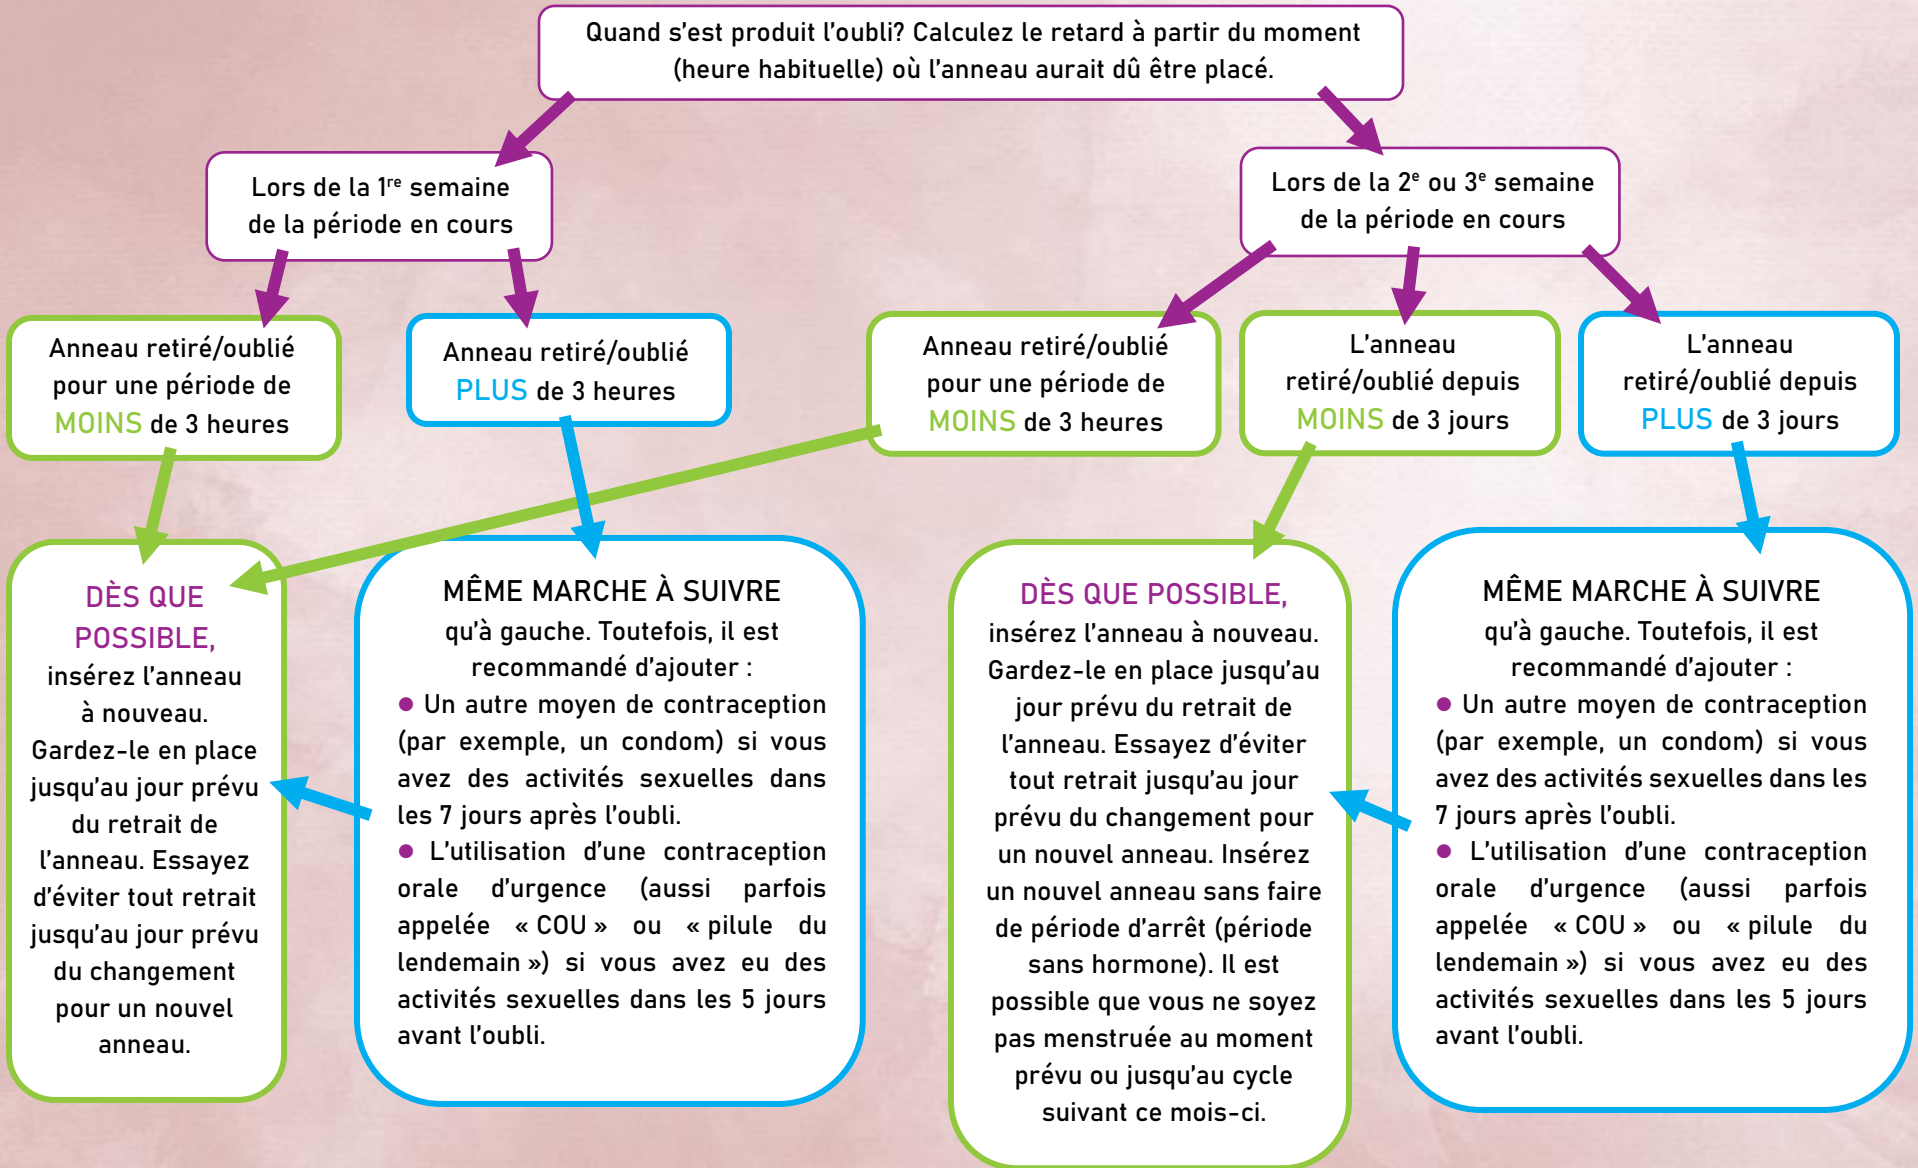 Quand s'est produit l'oubli? Calculez le retard à partir du moment
(heure habituelle) où l'anneau aurait dû être placé.
Lors de la 1re semaine
de la période en cours
Lors de la 2e ou 3e semaine
de la période en cours
Anneau retiré/oublié
pour une période de
MOINS de 3 heures
Anneau retiré/oublié
PLUS de 3 heures
Anneau retiré/oublié
pour une période de
MOINS de 3 heures
L'anneau
retiré/oublié depuis
MOINS de 3 jours
L'anneau
retiré/oublié depuis
PLUS de 3 jours
DÈS QUE
POSSIBLE,
insérez l'anneau
à nouveau.
Gardez-le en place
jusqu'au jour prévu
du retrait de
l'anneau. Essayez
d'éviter tout retrait
jusqu'au jour prévu
du changement
pour un nouvel
anneau.
MÊME MARCHE À SUIVRE
qu'à gauche. Toutefois, il est
recommandé d'ajouter :
● Un autre moyen de contraception
(par exemple, un condom) si vous
avez des activités sexuelles dans
les 7 jours après l'oubli.
● L'utilisation d'une contraception
orale d'urgence (aussi parfois
appelée « COU » ou « pilule du
lendemain ») si vous avez eu des
activités sexuelles dans les 5 jours
avant l'oubli.
DÈS QUE POSSIBLE,
insérez l'anneau à nouveau.
Gardez-le en place jusqu'au
jour prévu du retrait de
l'anneau. Essayez d'éviter
tout retrait jusqu'au jour
prévu du changement pour
un nouvel anneau. Insérez
un nouvel anneau sans faire
de période d'arrêt (période
sans hormone). Il est
possible que vous ne soyez
pas menstruée au moment
prévu ou jusqu'au cycle
suivant ce mois-ci.
MÊME MARCHE À SUIVRE
qu'à gauche. Toutefois, il est
recommandé d'ajouter :
● Un autre moyen de contraception
(par exemple, un condom) si vous
avez des activités sexuelles dans les
7 jours après l'oubli.
● L'utilisation d'une contraception
orale d'urgence (aussi parfois
appelée « COU » ou « pilule du
lendemain ») si vous avez eu des
activités sexuelles dans les 5 jours
avant l'oubli.